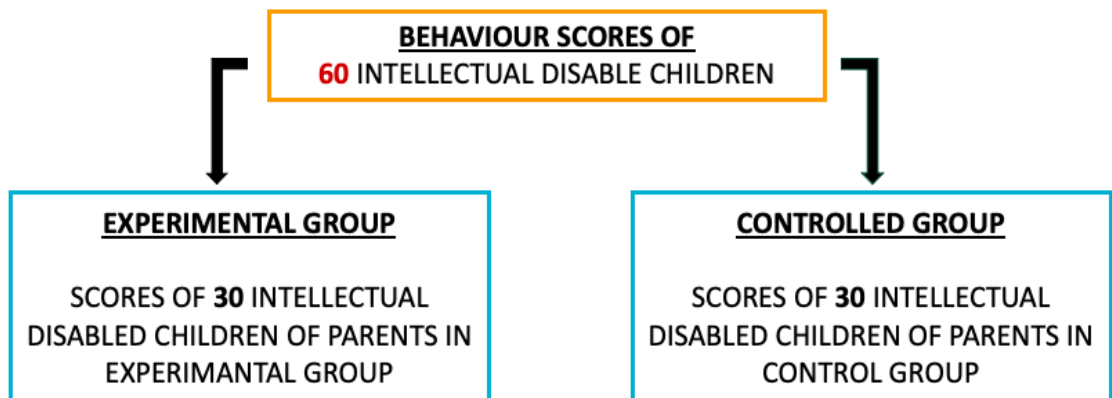 BEHAVIOUR SCORES OF
60 INTELLECTUAL DISABLE CHILDREN
EXPERIMENTAL GROUP
SCORES OF 30 INTELLECTUAL
DISABLED CHILDREN OF PARENTS IN
EXPERIMANTAL GROUP
CONTROLLED GROUP
SCORES OF 30 INTELLECTUAL
DISABLED CHILDREN OF PARENTS IN
CONTROL GROUP